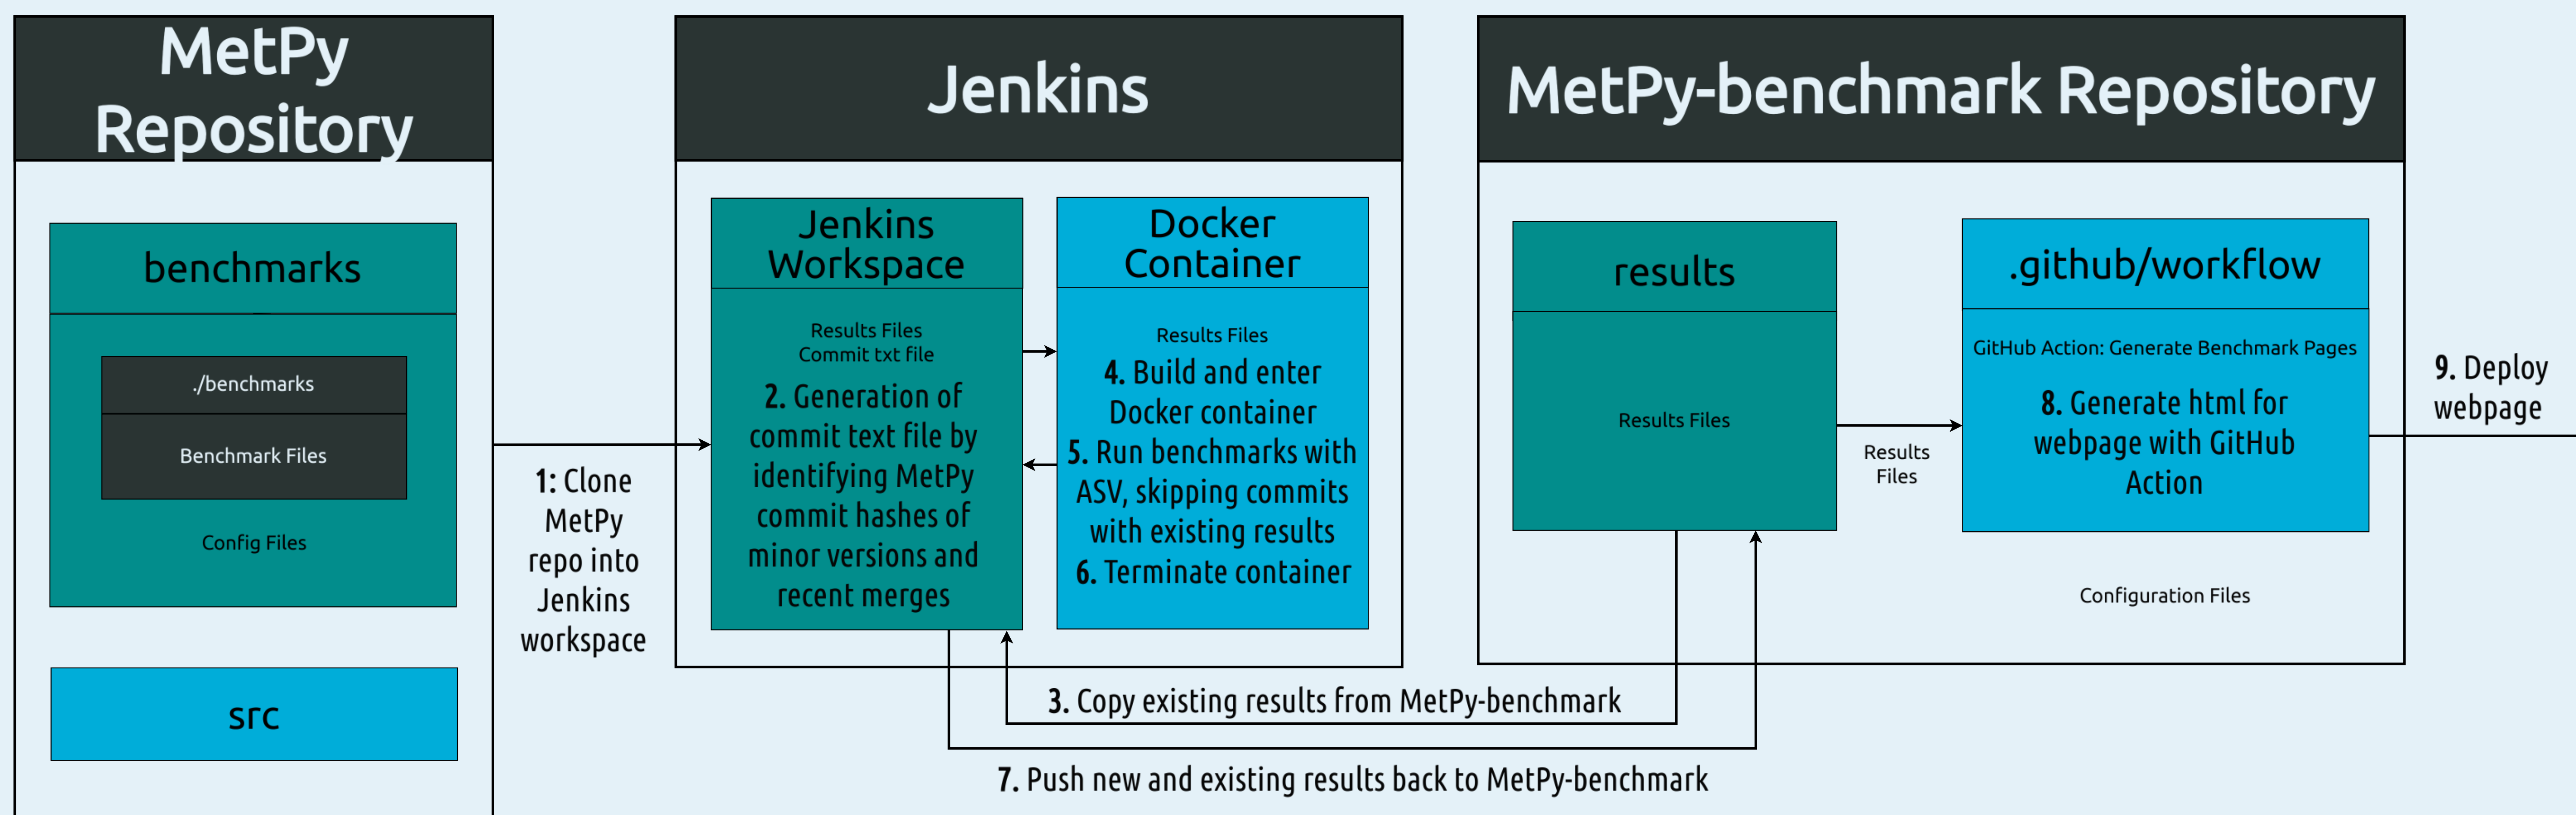 MetPy
Repository
benchmarks
./benchmarks
Benchmark Files
Config Files
src
1: Clone
MetPy
repo into
Jenkins
workspace
Jenkins
Jenkins
Workspace
Results Files
Commit txt file
2. Generation of
commit text file by
identifying MetPy
commit hashes of
minor versions and
recent merges
Docker
Container
Results Files
4. Build and enter
Docker container
5. Run benchmarks with
ASV, skipping commits
with existing results
6. Terminate container
3. Copy existing results from MetPy-benchmark
7. Push new and existing results back to MetPy-benchmark
MetPy-benchmark Repository
results
Results Files
Results
Files
.github/workflow
GitHub Action: Generate Benchmark Pages
8. Generate html for
webpage with GitHub
Action
Configuration Files
9. Deploy
webpage